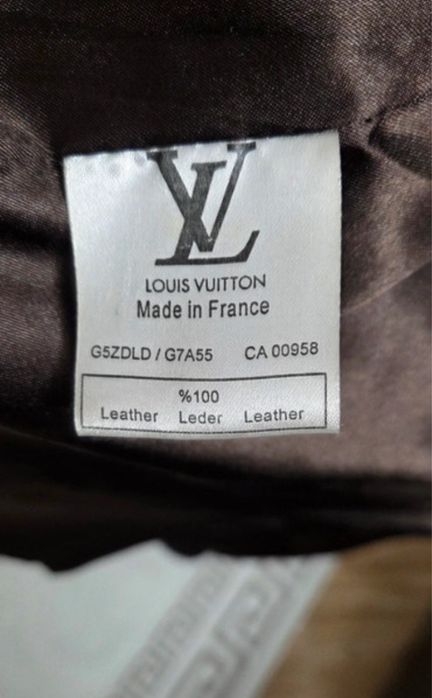 LV
LOUIS VUITTON
Made in France
G5ZDLD / G7A55 CA 00958
%100
Leather Leder Leather